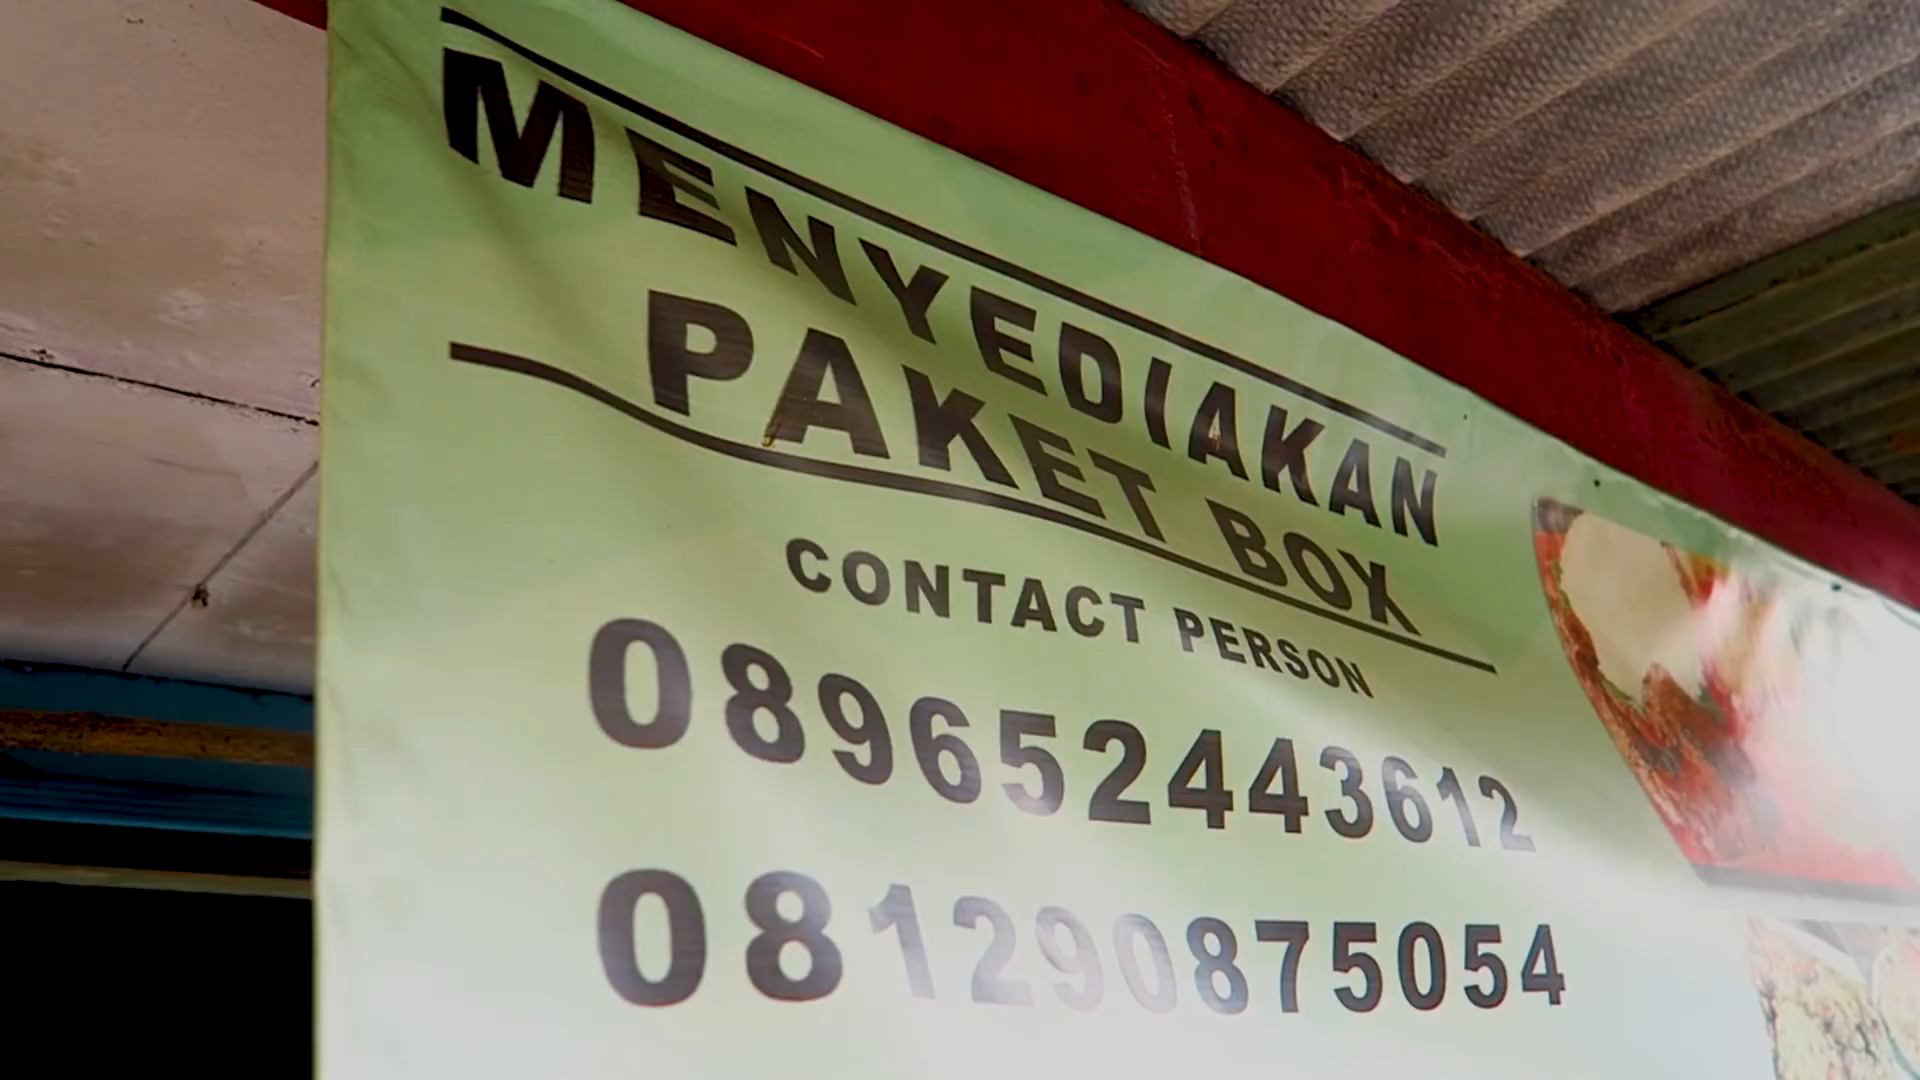 MENYEDIAKAN
PAKET BOX
CONTACT PERSON
089652443612
081290875054